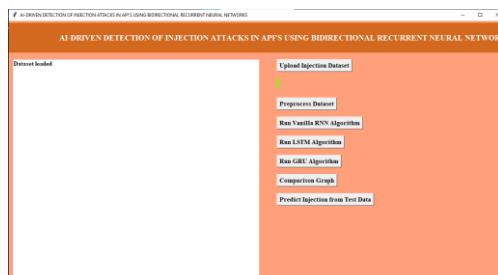 AI-DRIVEN DETECTION OF INJECTION ATTACKS IN API'S USING BIDIRECTIONAL RECURRENT NEURAL NETWORKS
AI-DRIVEN DETECTION OF INJECTION ATTACKS IN API'S USING BIDIRECTIONAL RECURRENT NEURAL NETWOR
Dataset loaded
Upload Injection Dataset
Preprocess Dataset
Run Vanilla RNN Algorithm
Run LSTM Algorithm
Run GRU Algorithm
Comparison Graph
Predict Injection from Test Data